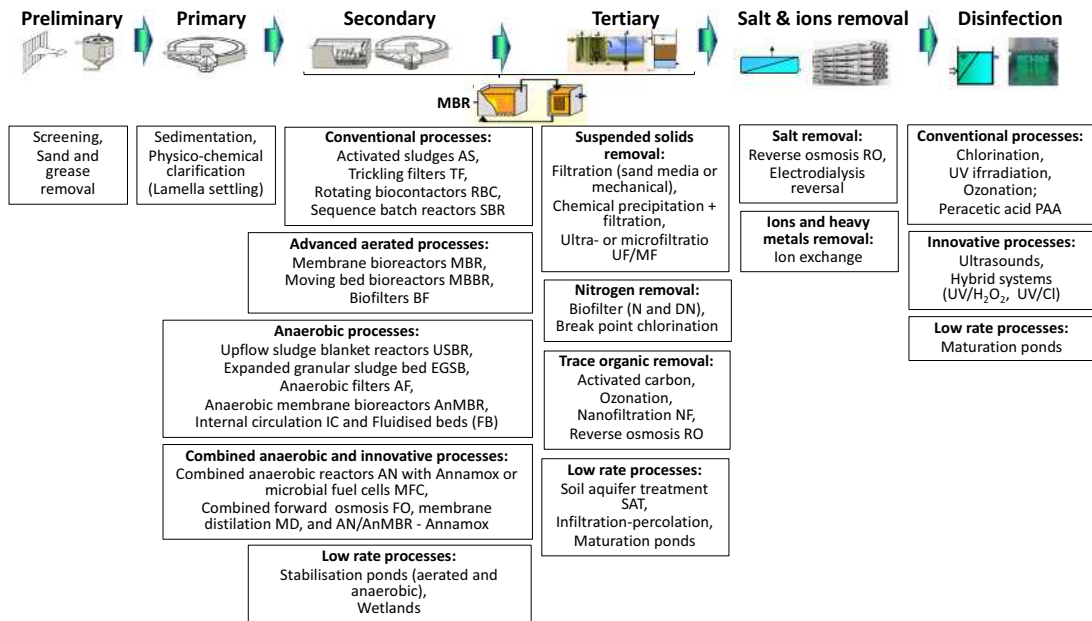 Preliminary
Primary
Secondary
Tertiary
Salt & ions removal
Disinfection
MBR
Screening,
Sand and
grease
removal
Sedimentation,
Physico-chemical
clarification
(Lamella settling)
Conventional processes:
Activated sludges AS,
Trickling filters TF,
Rotating biocontactors RBC,
Sequence batch reactors SBR
Advanced aerated processes:
Membrane bioreactors MBR,
Moving bed bioreactors MBBR,
Biofilters BF
Anaerobic processes:
Upflow sludge blanket reactors USBR,
Expanded granular sludge bed EGSB,
Anaerobic filters AF,
Anaerobic membrane bioreactors AnMBR,
Internal circulation IC and Fluidised beds (FB)
Combined anaerobic and innovative processes:
Combined anaerobic reactors AN with Annamox or
microbial fuel cells MFC,
Combined forward osmosis FO, membrane
distilation MD, and AN/AnMBR - Annamox
Low rate processes:
Stabilisation ponds (aerated and
anaerobic),
Wetlands
Suspended solids
removal:
Filtration (sand media or
mechanical),
Chemical precipitation +
filtration,
Ultra- or microfiltratio
UF/MF
Nitrogen removal:
Biofilter (N and DN),
Break point chlorination
Trace organic removal:
Activated carbon,
Ozonation,
Nanofiltration NF,
Reverse osmosis RO
Low rate processes:
Soil aquifer treatment
SAT,
Infiltration-percolation,
Maturation ponds
Salt removal:
Reverse osmosis RO,
Electrodialysis
reversal
Ions and heavy
metals removal:
Ion exchange
Conventional processes:
Chlorination,
UV ifrradiation,
Ozonation;
Peracetic acid PAA
Innovative processes:
Ultrasounds,
Hybrid systems
(UV/H₂O₂, UV/Cl)
Low rate processes:
Maturation ponds